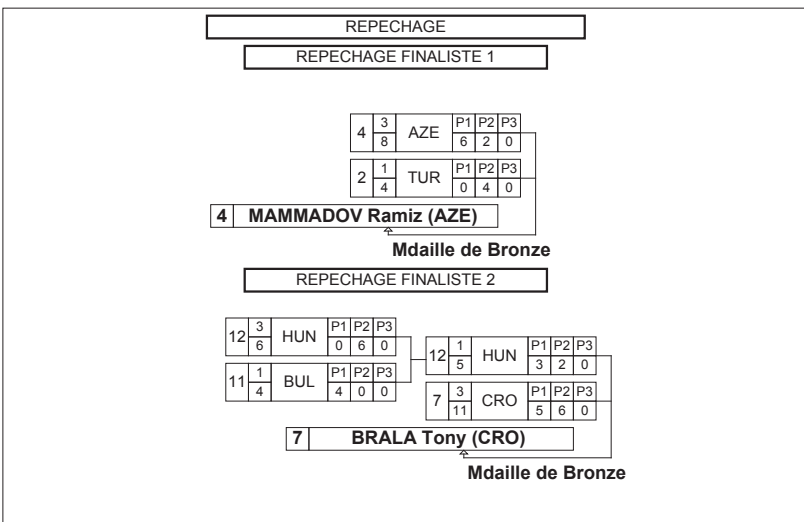 REPECHAGE
REPECHAGE FINALISTE 1
4 3 AZE P1 P2 P3
8 6 2 0
2 1 TUR P1 P2 P3
4 0 4 0
4 MAMMADOV Ramiz (AZE)
Mdaille de Bronze
REPECHAGE FINALISTE 2
12 3 HUN P1 P2 P3
6 0 6 0
11 1 BUL P1 P2 P3
4 4 0 0
12 1 HUN P1 P2 P3
5 3 2 0
7 3 CRO P1 P2 P3
11 5 6 0
7 BRALA Tony (CRO)
Mdaille de Bronze